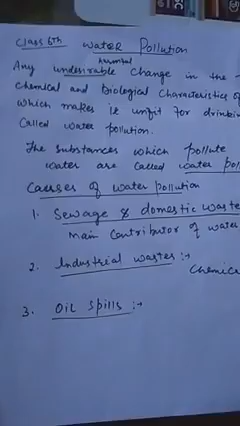 Class 6th Water Pollution
Any undesirable change in the
chemical and biological characteristics of
which makes it unfit for drinkin
called water pollution.
The substances which pollute
water are called water pol
Causes of water pollution
1. Sewage & domestic waste
Main contributor of water
2. Industrial wastes :→
Chemica
3. Oil spills :→